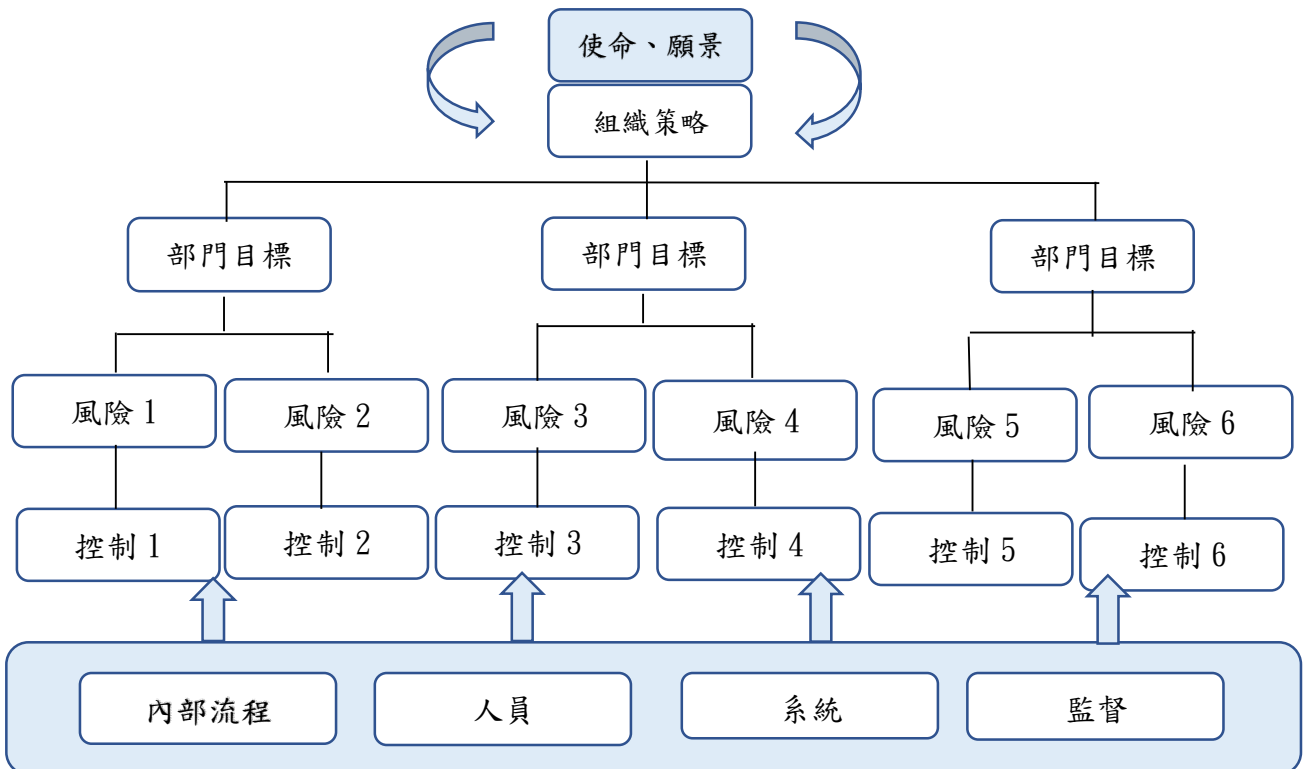 使命、願景
組織策略
部門目標
部門目標
部門目標
風險 1
風險 2
風險 3
風險 4
風險 5
風險 6
控制 1
控制 2
控制 3
控制 4
控制 5
控制 6
內部流程
人員
系統
監督